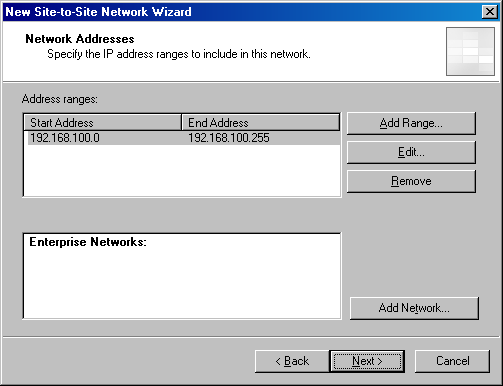 New Site-to-Site Network Wizard
Network Addresses
Specify the IP address ranges to include in this network.
Address ranges:
Start Address End Address
192.168.100.0 192.168.100.255
Add Range...
Edit...
Remove
Enterprise Networks:
Add Network...
< Back Next > Cancel